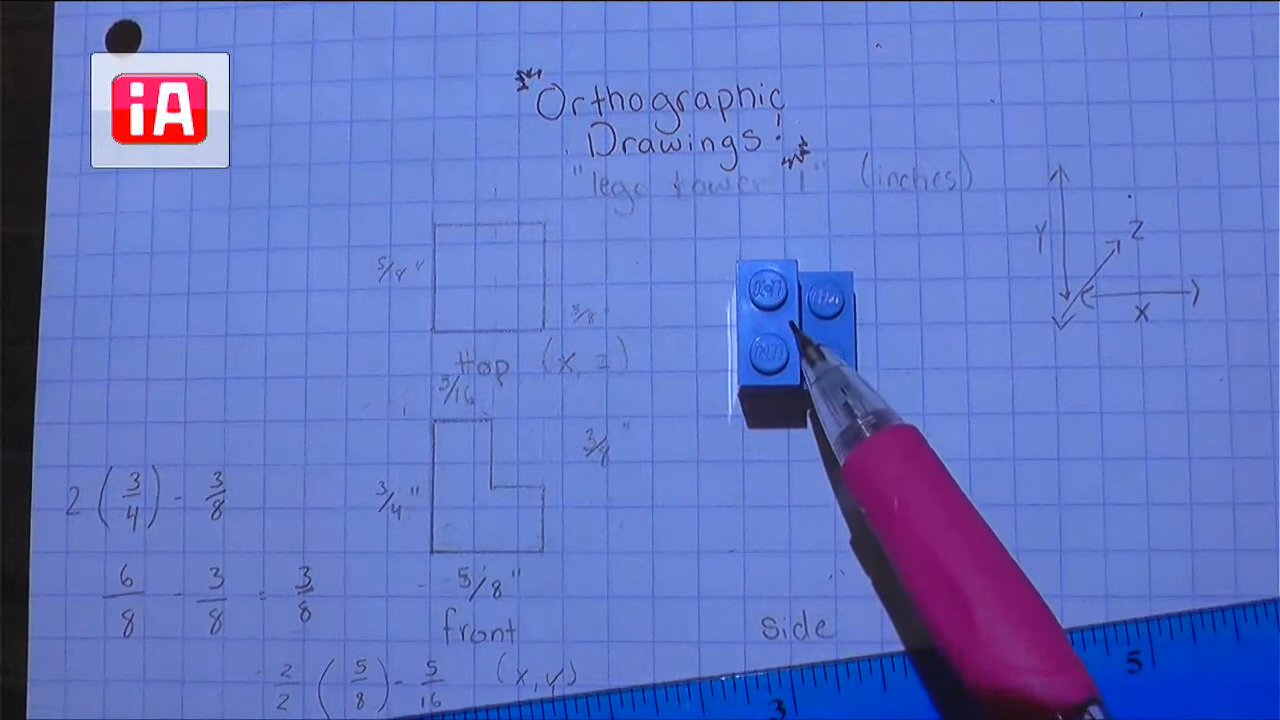 iA
Orthographic
Drawings:
"lego tower 1" (inches)
Y
Z
X
5/8"
5/8"
top (x, z)
5/16
3/8"
3/4"
5/8"
front
(x, y)
side
2 (3/4) - 3/8
6/8 - 3/8 = 3/8
2/2 (5/8) - 5/16
3
5